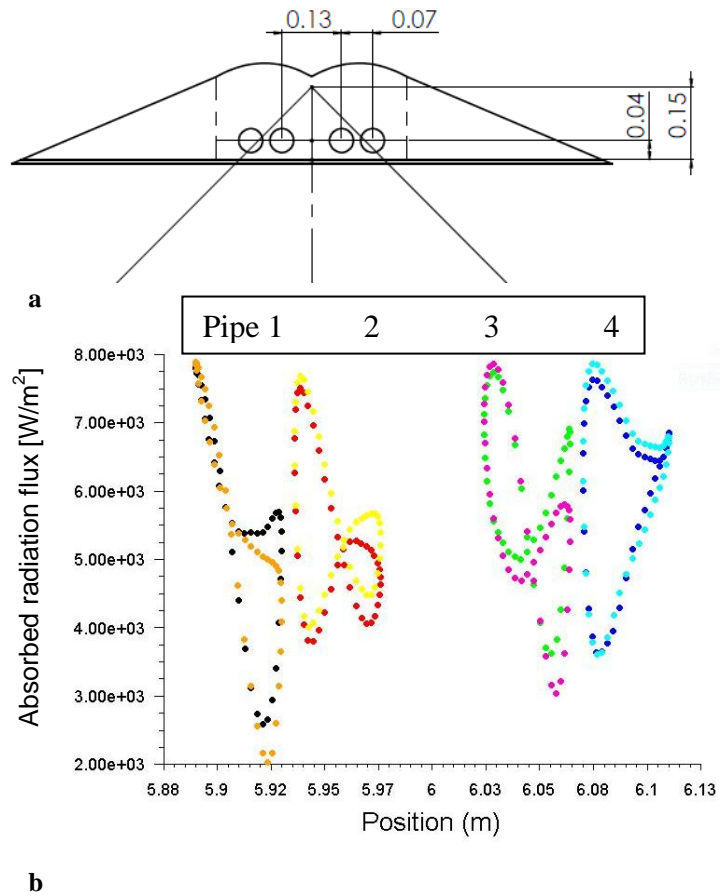 0.13 0.07
0.04
0.15
a
Pipe 1 2 3 4
8.00e+03
7.00e+03
6.00e+03
5.00e+03
4.00e+03
3.00e+03
2.00e+03
Absorbed radiation flux [W/m²]
5.88 5.9 5.92 5.95 5.97 6 6.03 6.05 6.08 6.1 6.13
Position (m)
b